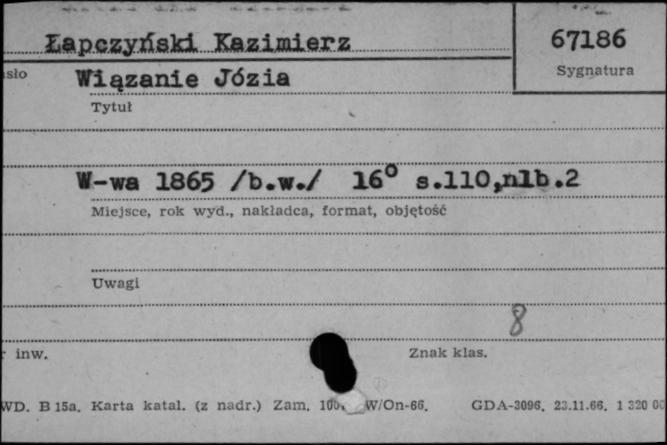 Łapczyński Kazimierz
67186
Sygnatura
Wiązanie Józia
Tytuł
W-wa 1865 /b.w./ 16° s.110,nlb.2
Miejsce, rok wyd., nakładca, format, objętość
Uwagi
8
inw.
Znak klas.
WD. B 15a. Karta katal. (z nadr.) Zam. W/On-66. GDA-3096. 23.11.66. 1 320